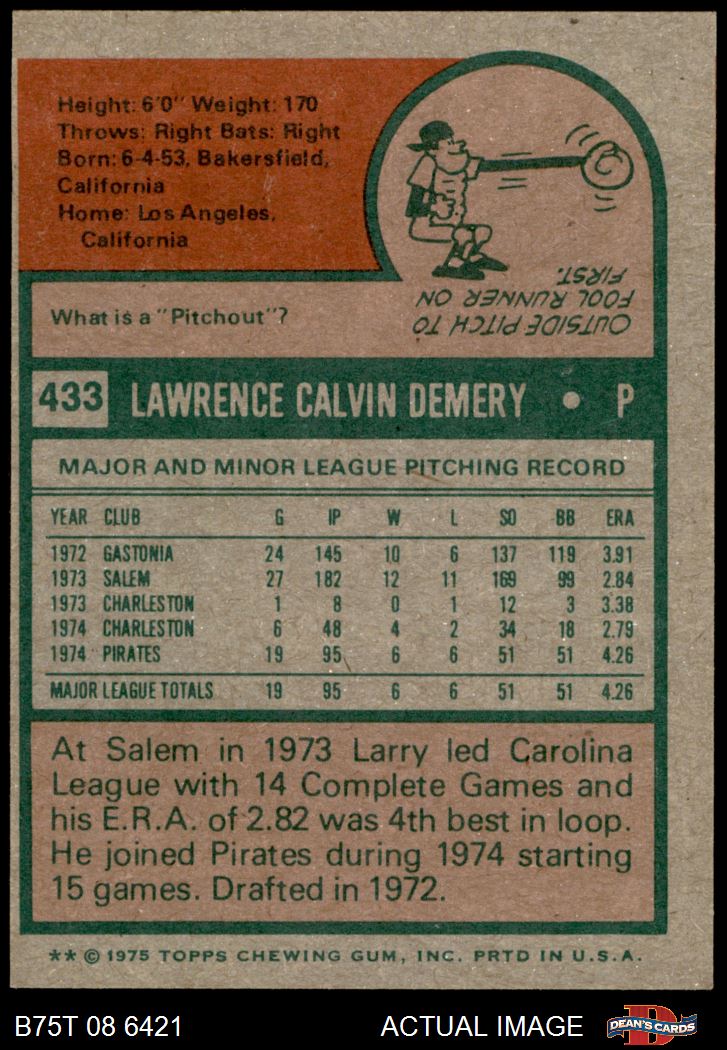 Height: 6'0" Weight: 170
Throws: Right Bats: Right
Born: 6-4-53, Bakersfield,
California
Home: Los Angeles,
California
What is a "Pitchout"?
OUTSIDE PITCH TO
FOOL RUNNER ON
FIRST.
433 LAWRENCE CALVIN DEMERY • P
MAJOR AND MINOR LEAGUE PITCHING RECORD
YEAR CLUB G IP W L SO BB ERA
1972 GASTONIA 24 145 10 6 137 119 3.91
1973 SALEM 27 182 12 11 169 99 2.84
1973 CHARLESTON 1 8 0 1 12 3 3.38
1974 CHARLESTON 6 48 4 2 34 18 2.79
1974 PIRATES 19 95 6 6 51 51 4.26
MAJOR LEAGUE TOTALS 19 95 6 6 51 51 4.26
At Salem in 1973 Larry led Carolina
League with 14 Complete Games and
his E.R.A. of 2.82 was 4th best in loop.
He joined Pirates during 1974 starting
15 games. Drafted in 1972.
** © 1975 TOPPS CHEWING GUM, INC. PRTD IN U.S.A.
B75T 08 6421 ACTUAL IMAGE DEAN'S CARDS